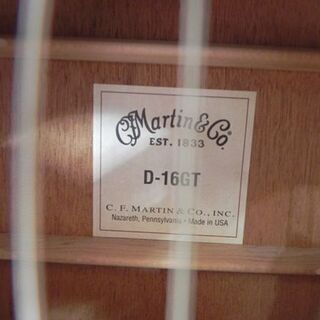 CFMartin & Co.
EST. 1833
D-16GT
C. F. MARTIN & CO., INC.
Nazareth, Pennsylvania • Made in USA